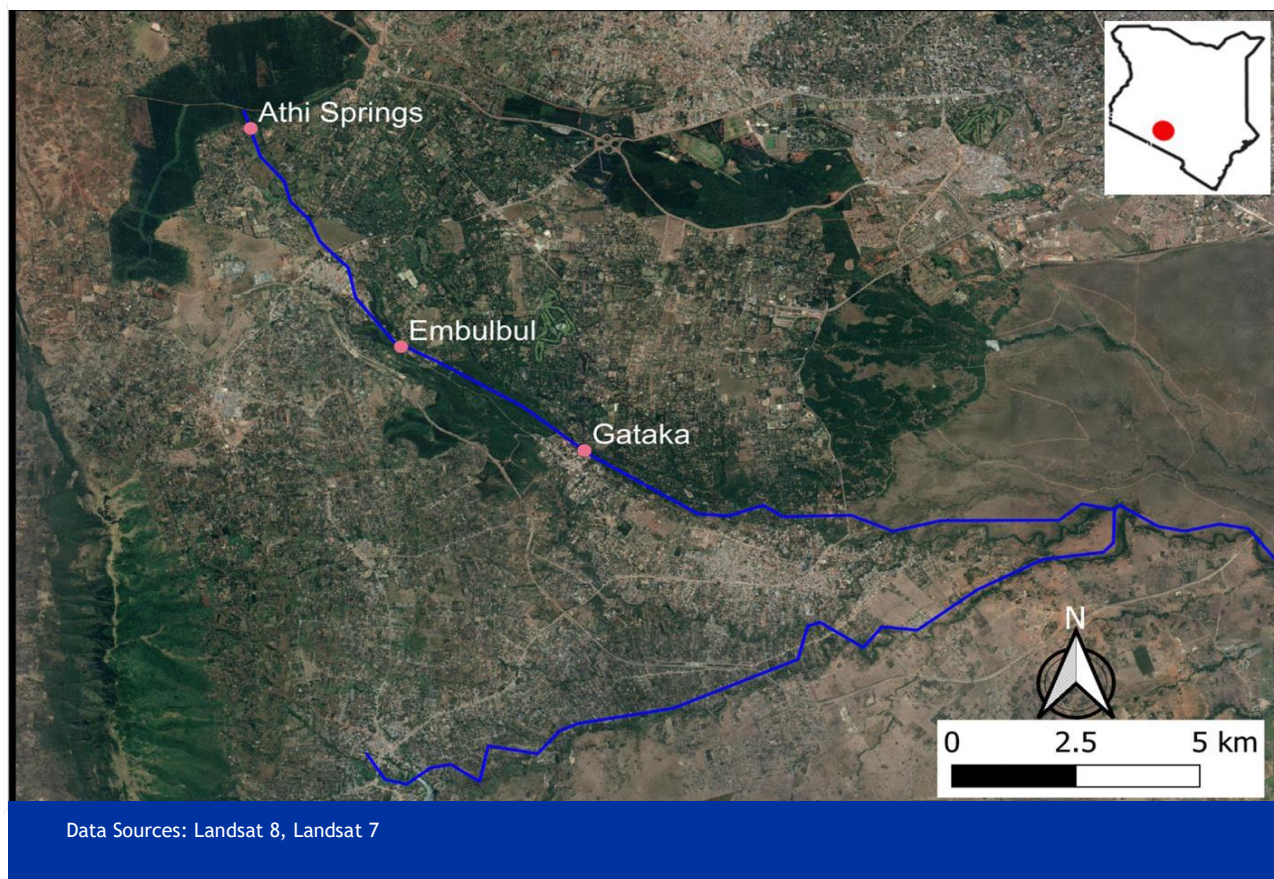 Athi Springs
Embulbul
Gataka
N
0 2.5 5 km
Data Sources: Landsat 8, Landsat 7